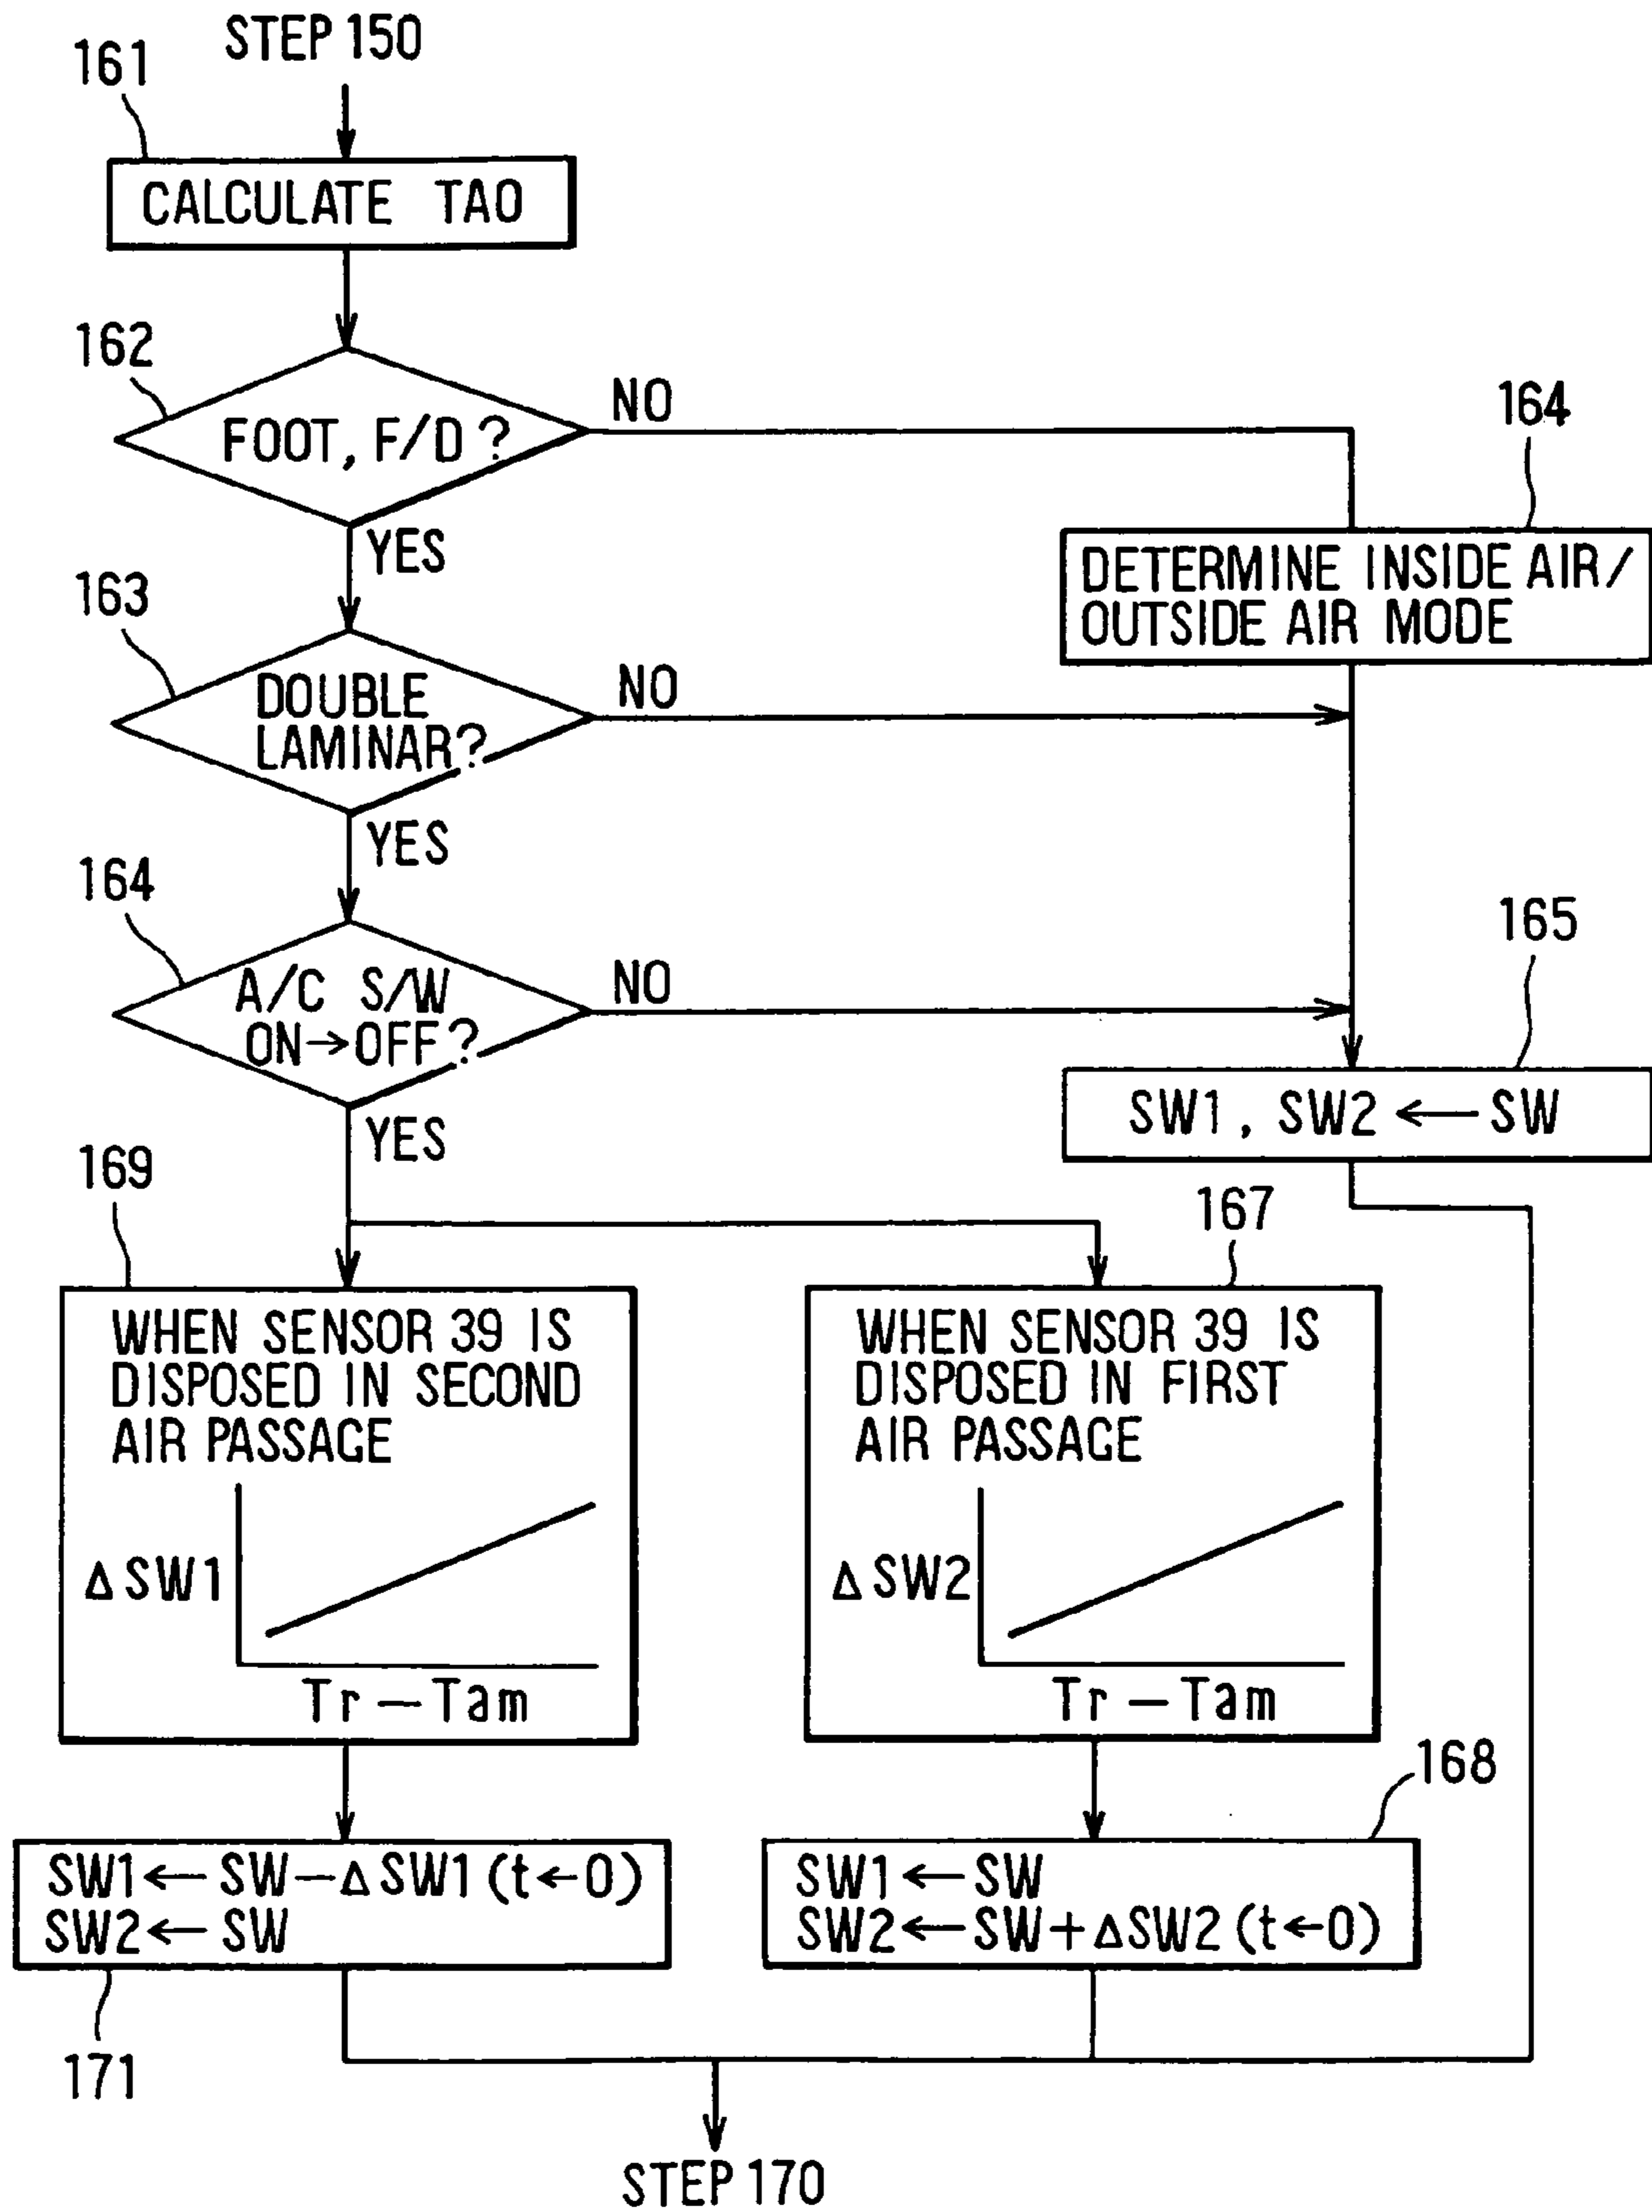 STEP 150
161
CALCULATE TAO
162
FOOT, F/D ?
NO
YES
164
DETERMINE INSIDE AIR/
OUTSIDE AIR MODE
163
DOUBLE
LAMINAR?
NO
YES
164
A/C S/W
ON→OFF?
NO
YES
165
SW1, SW2 ← SW
169
WHEN SENSOR 39 IS
DISPOSED IN SECOND
AIR PASSAGE
ΔSW1
Tr – Tam
167
WHEN SENSOR 39 IS
DISPOSED IN FIRST
AIR PASSAGE
ΔSW2
Tr – Tam
SW1 ← SW – ΔSW1 (t←0)
SW2 ← SW
171
168
SW1 ← SW
SW2 ← SW + ΔSW2 (t←0)
STEP 170